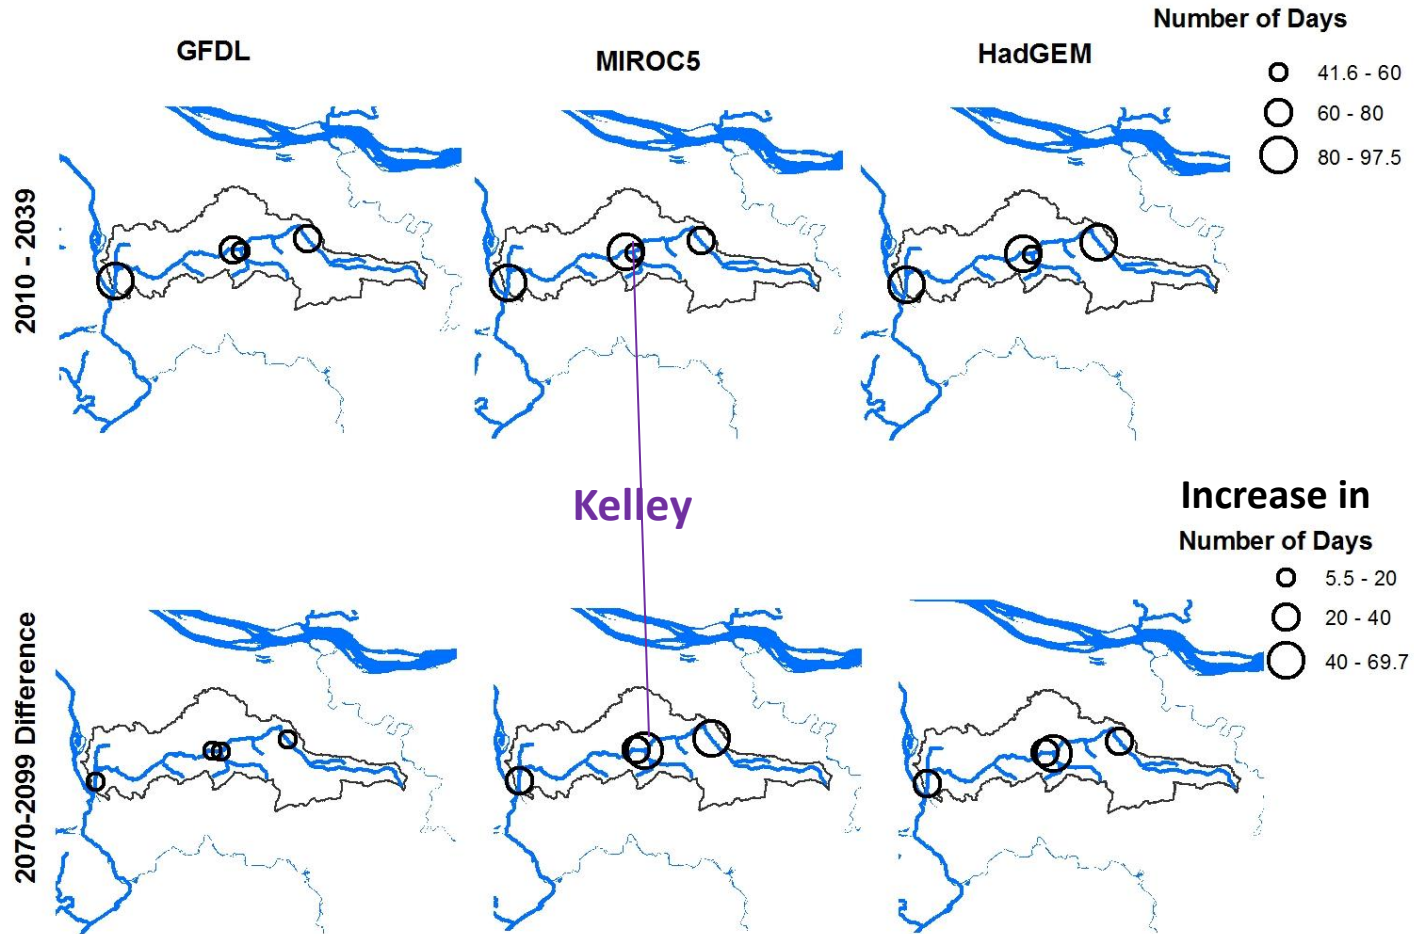 GFDL
MIROC5
HadGEM
Number of Days
41.6 - 60
60 - 80
80 - 97.5
2010 - 2039
Kelley
Increase in
Number of Days
5.5 - 20
20 - 40
40 - 69.7
2070-2099 Difference